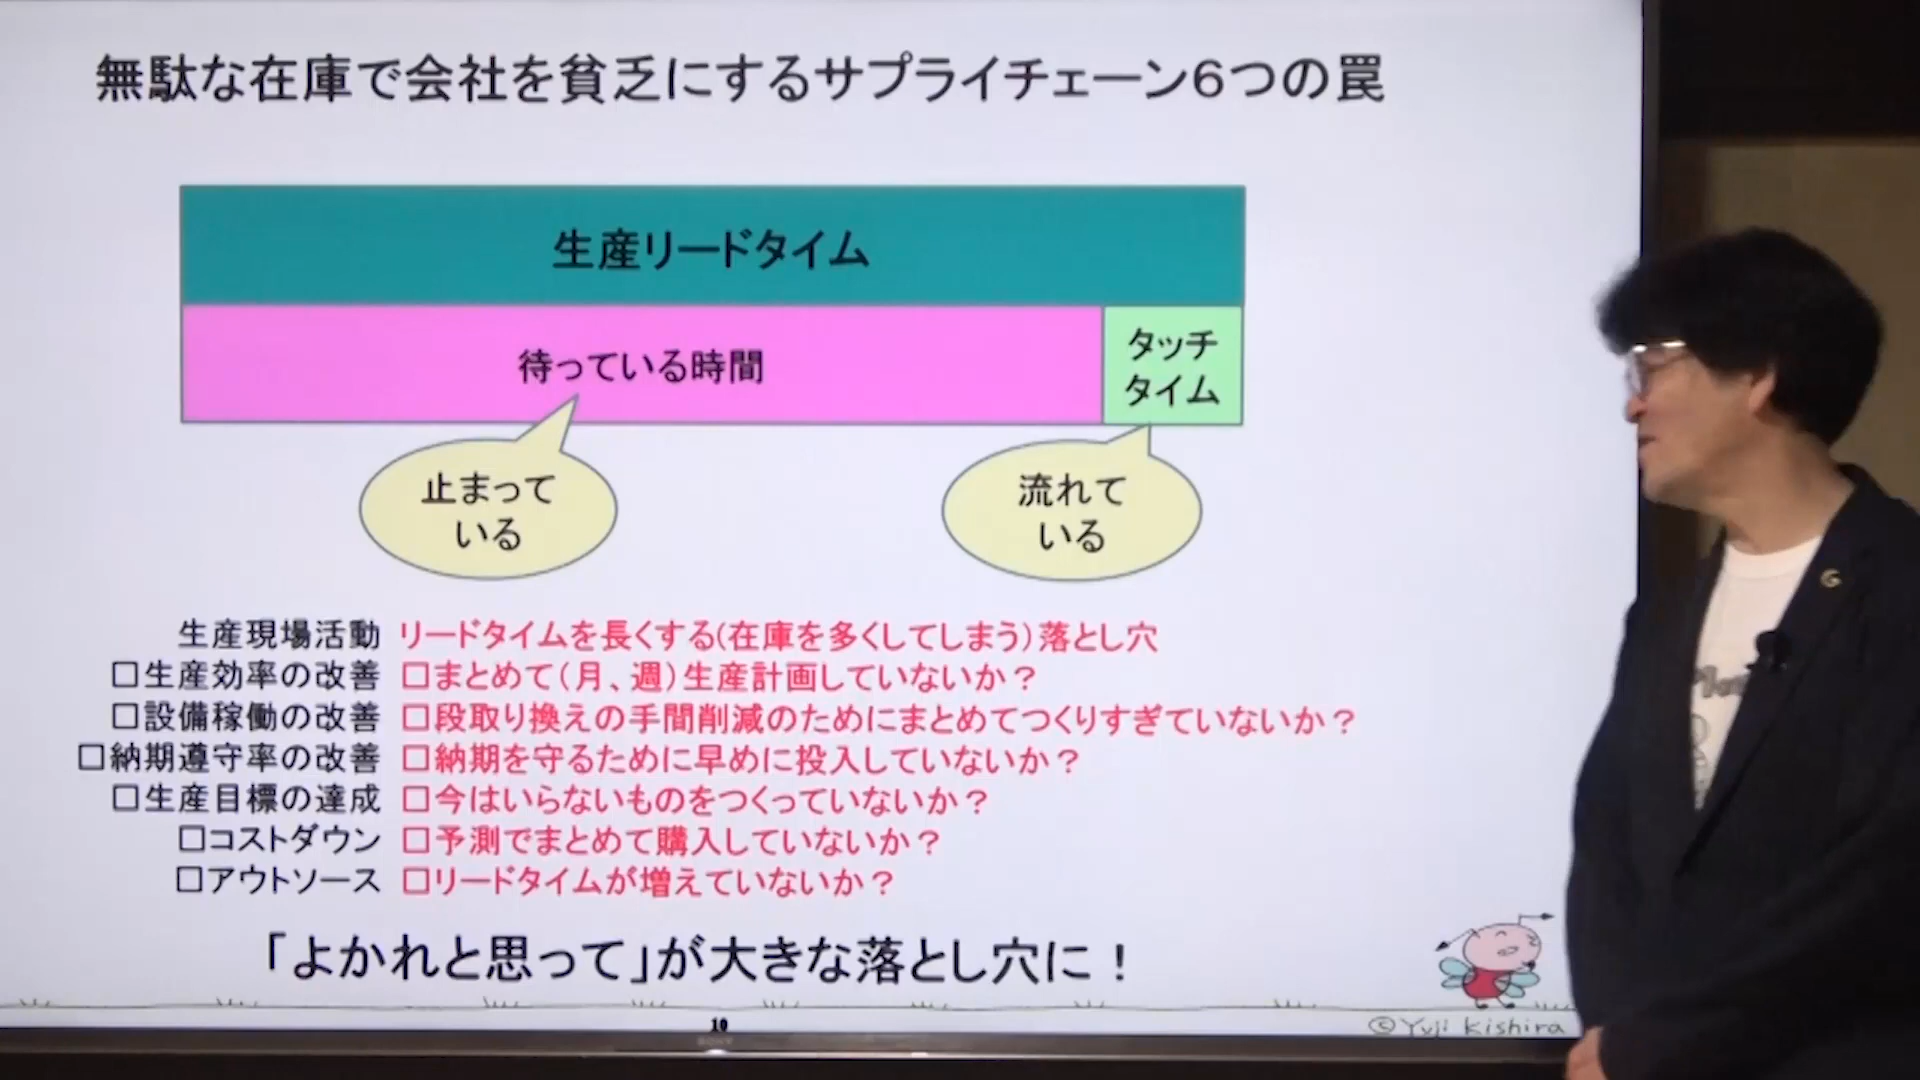 無駄な在庫で会社を貧乏にするサプライチェーン６つの罠
生産リードタイム
待っている時間
タッチ
タイム
止まって
いる
流れて
いる
生産現場活動 リードタイムを長くする(在庫を多くしてしまう)落とし穴
□生産効率の改善 □まとめて(月、週)生産計画していないか？
□設備稼働の改善 □段取り換えの手間削減のためにまとめてつくりすぎていないか？
□納期遵守率の改善 □納期を守るために早めに投入していないか？
□生産目標の達成 □今はいらないものをつくっていないか？
□コストダウン □予測でまとめて購入していないか？
□アウトソース □リードタイムが増えていないか？
「よかれと思って」が大きな落とし穴に！
10
©Yuji Kishira
SONY